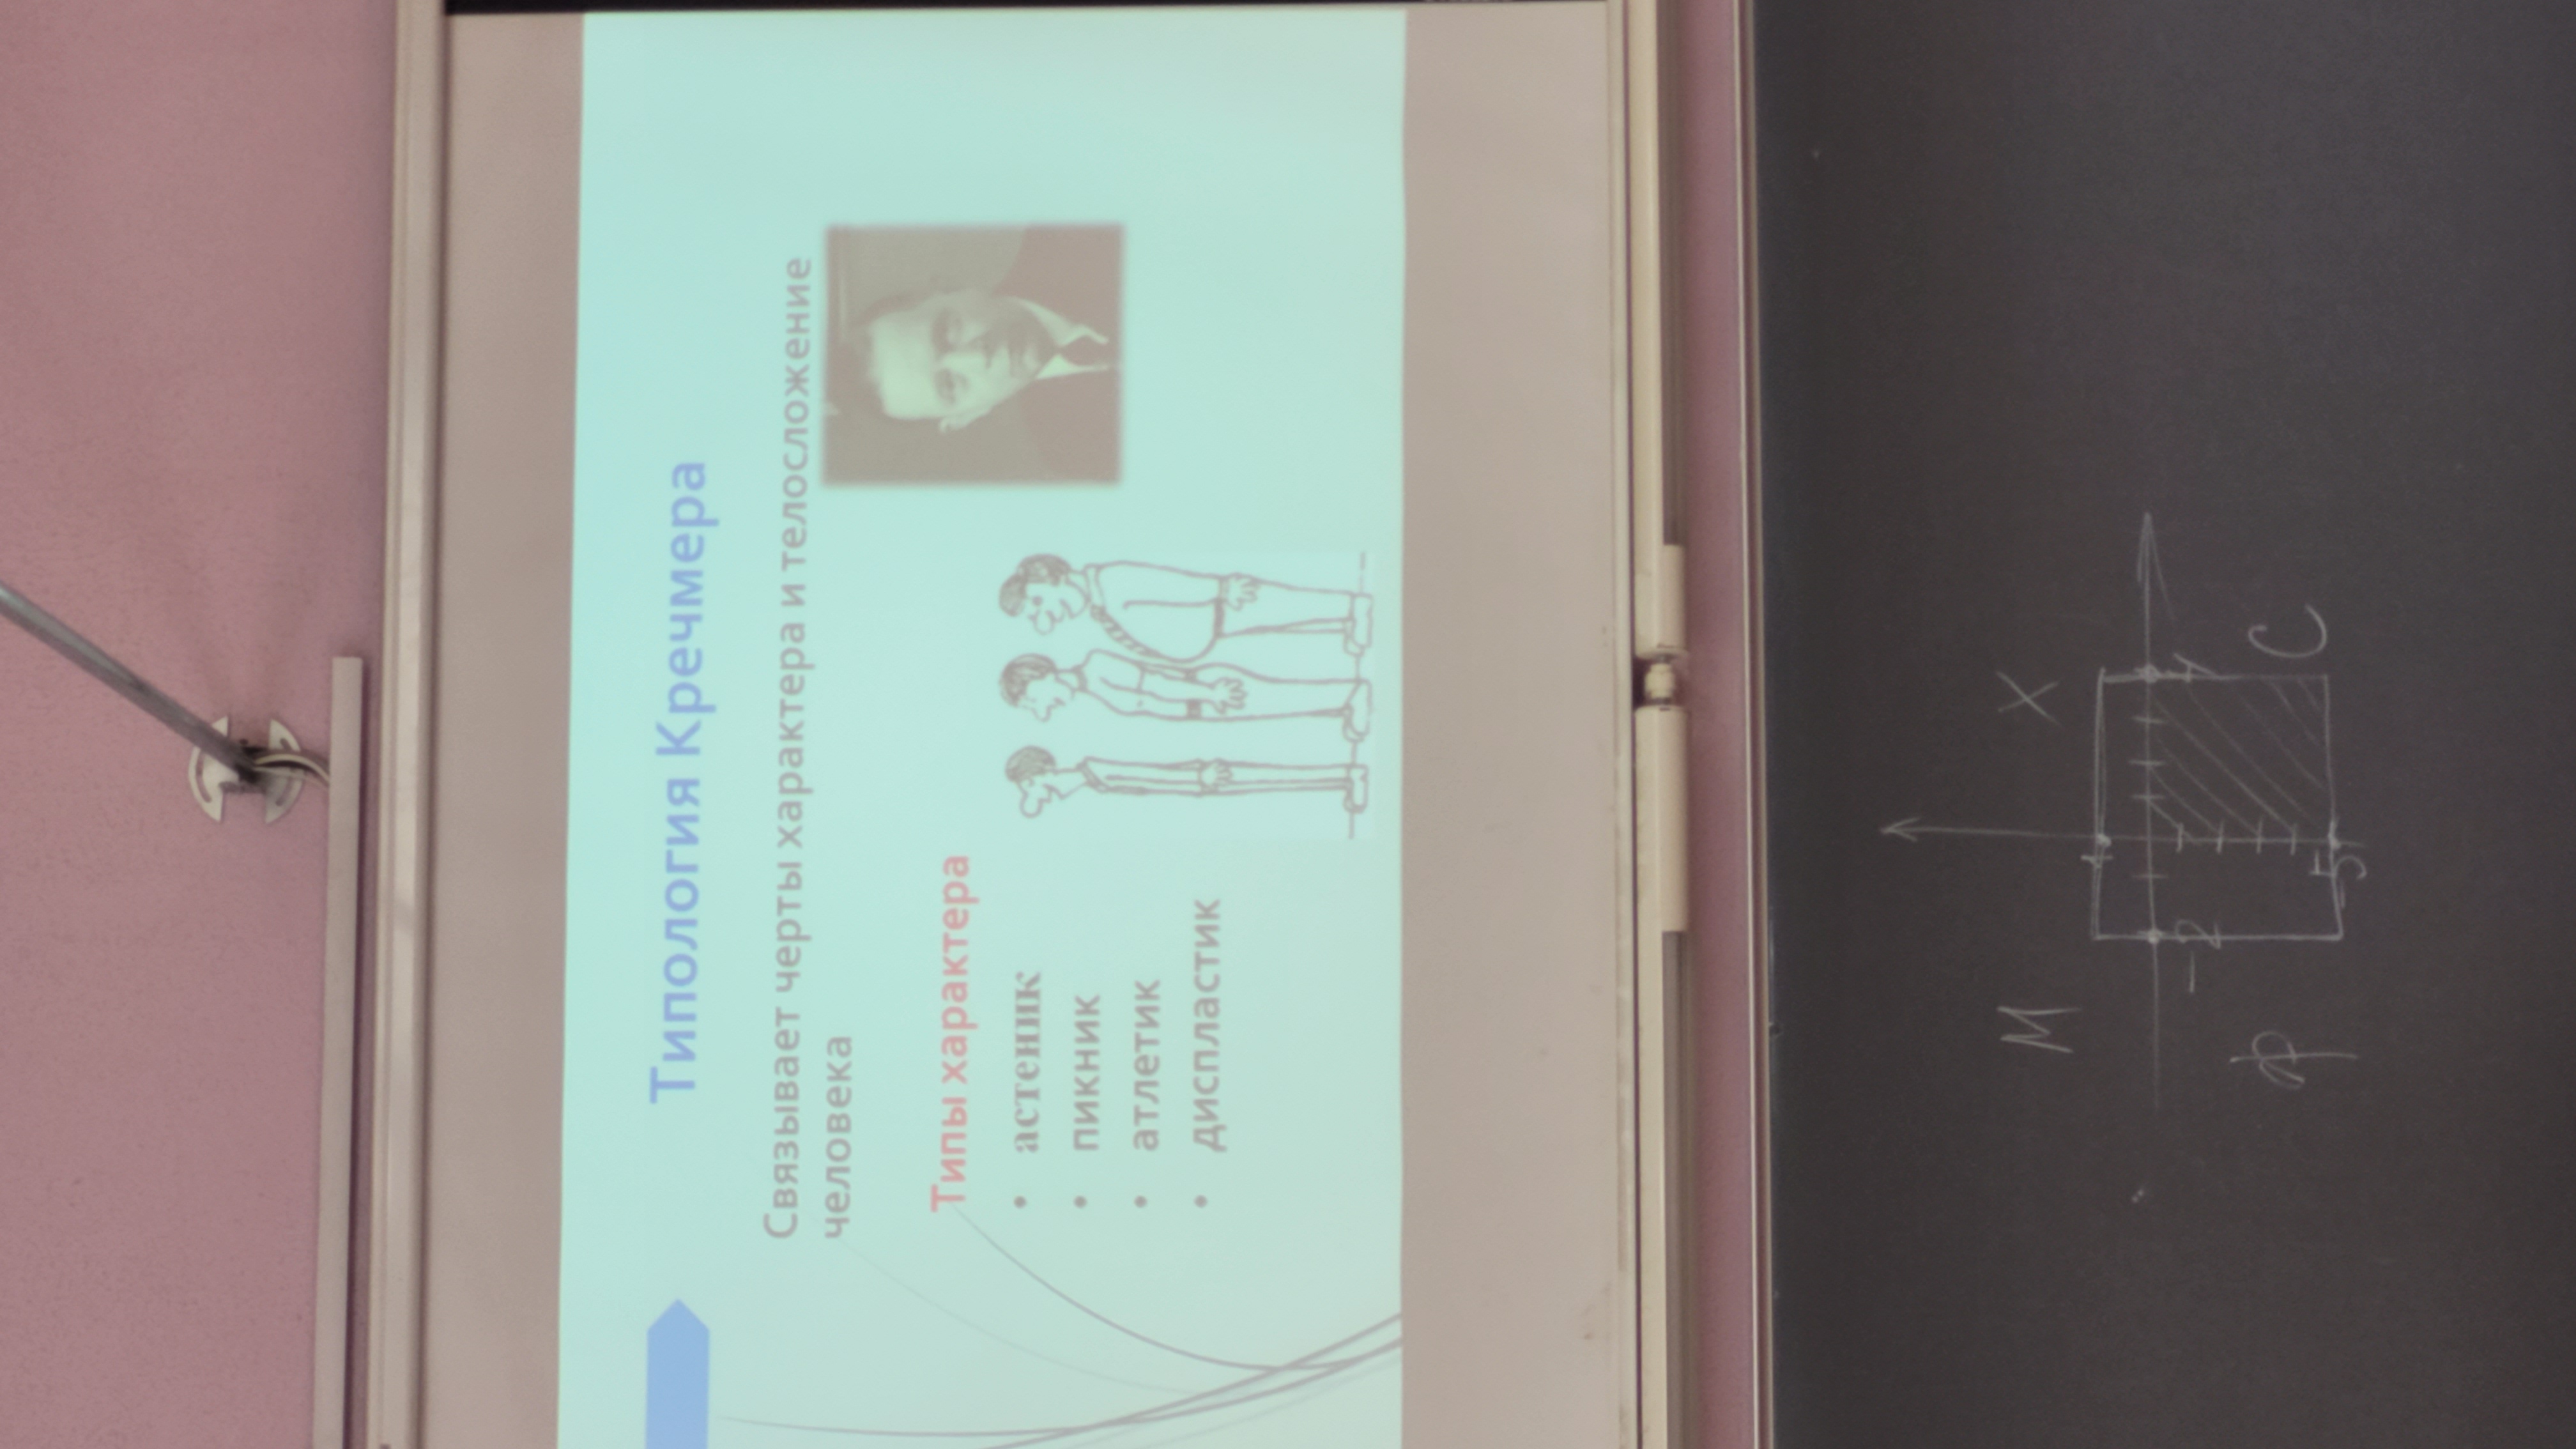 Типология Кречмера
Связывает черты характера и телосложение
человека
Типы характера
• астеник
• пикник
• атлетик
• диспластик
М Х
1
-2 4
Ф С
-5